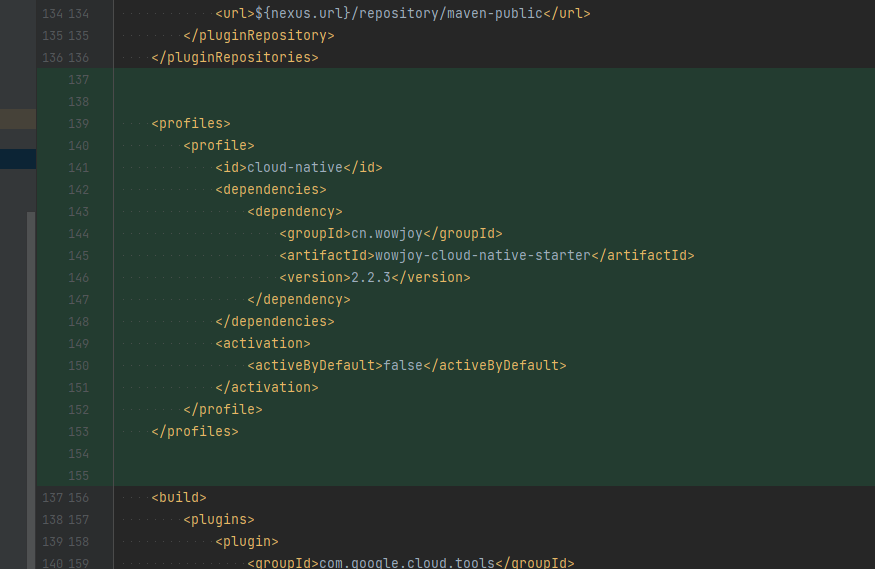 134 134 <url>${nexus.url}/repository/maven-public</url>
135 135 </pluginRepository>
136 136 </pluginRepositories>
137
138
139 <profiles>
140 <profile>
141 <id>cloud-native</id>
142 <dependencies>
143 <dependency>
144 <groupId>cn.wowjoy</groupId>
145 <artifactId>wowjoy-cloud-native-starter</artifactId>
146 <version>2.2.3</version>
147 </dependency>
148 </dependencies>
149 <activation>
150 <activeByDefault>false</activeByDefault>
151 </activation>
152 </profile>
153 </profiles>
154
155
137 156 <build>
138 157 <plugins>
139 158 <plugin>
140 159 <groupId>com.google.cloud.tools</groupId>